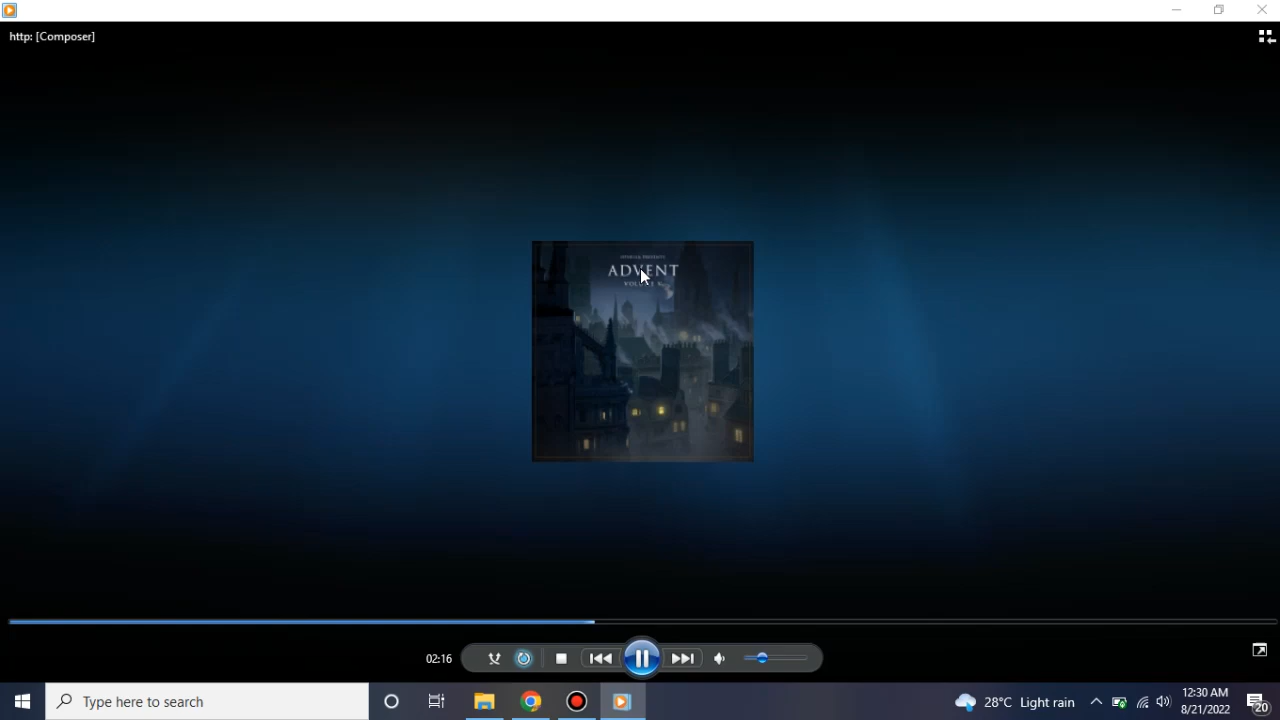 http: [Composer]
ADVENT
02:16
Type here to search
28°C Light rain
12:30 AM
8/21/2022
20